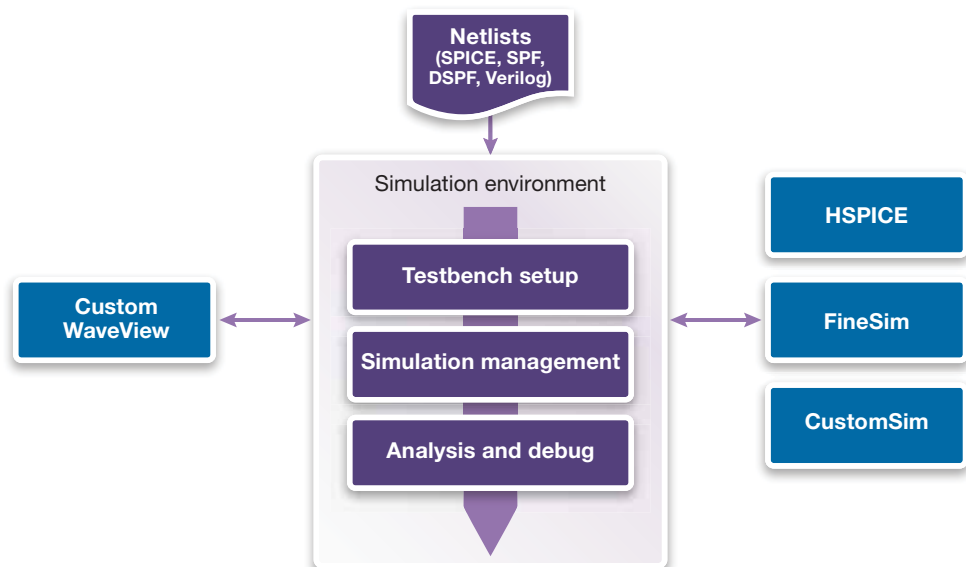 Netlists
(SPICE, SPF,
DSPF, Verilog)
Simulation environment
Testbench setup
Simulation management
Analysis and debug
Custom
WaveView
HSPICE
FineSim
CustomSim